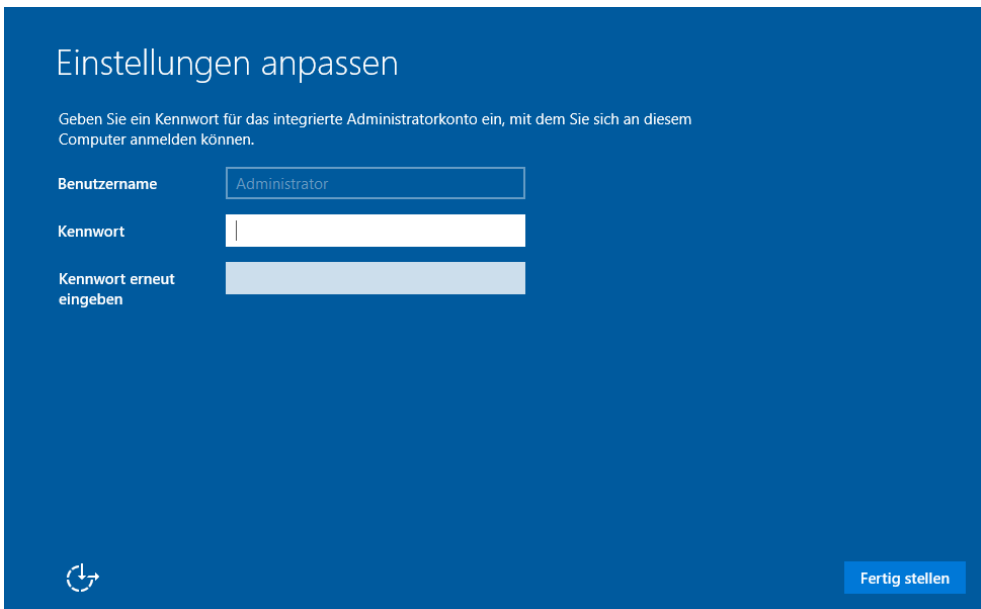 Einstellungen anpassen
Geben Sie ein Kennwort für das integrierte Administratorkonto ein, mit dem Sie sich an diesem
Computer anmelden können.
Benutzername
Administrator
Kennwort
Kennwort erneut
eingeben
Fertig stellen